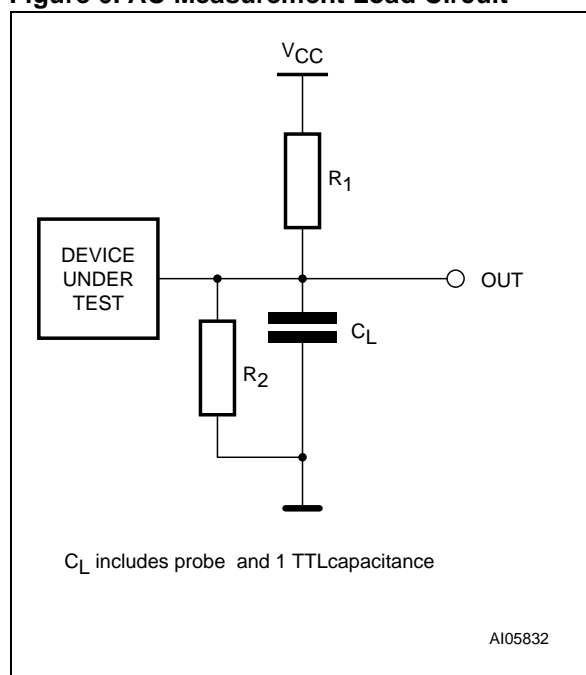 Figure 6. AC Measurement Load Circuit
VCC
R1
DEVICE
UNDER
TEST
OUT
CL
R2
CL includes probe and 1 TTLcapacitance
AI05832